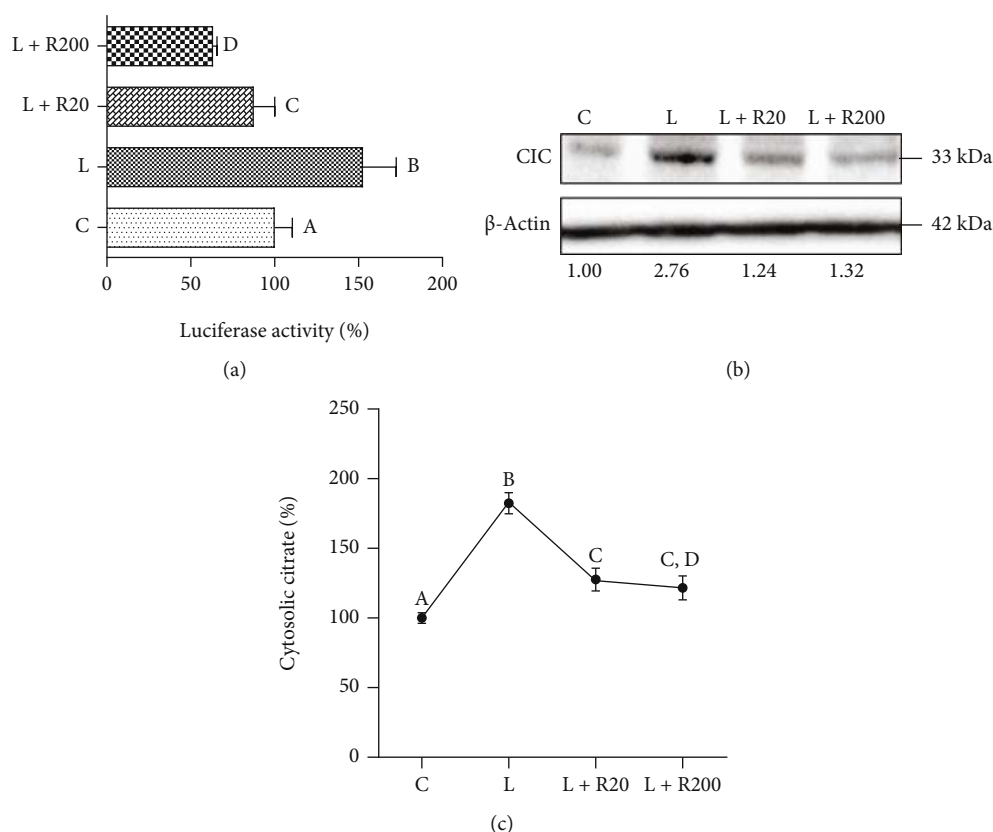 L + R200
D
L + R20
C
L
B
C
A
0 50 100 150 200
Luciferase activity (%)
(a)
C L L + R20 L + R200
CIC 33 kDa
β-Actin 42 kDa
1.00 2.76 1.24 1.32
(b)
250
200
150
100
50
0
Cytosolic citrate (%)
A
B
C
C, D
C L L + R20 L + R200
(c)